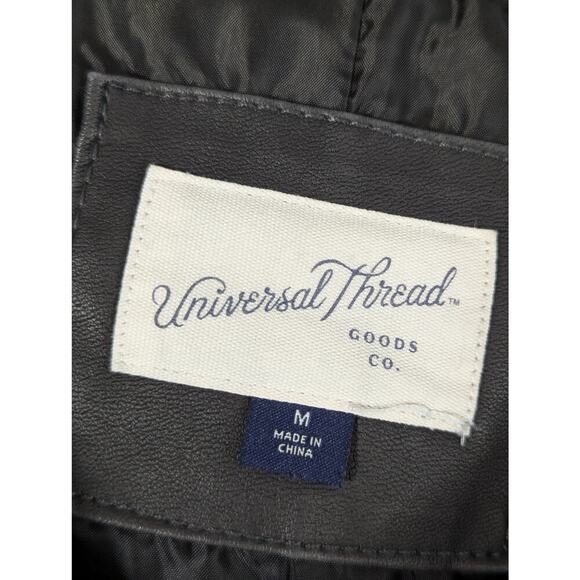 Universal Thread™
GOODS
CO.
M
MADE IN
CHINA